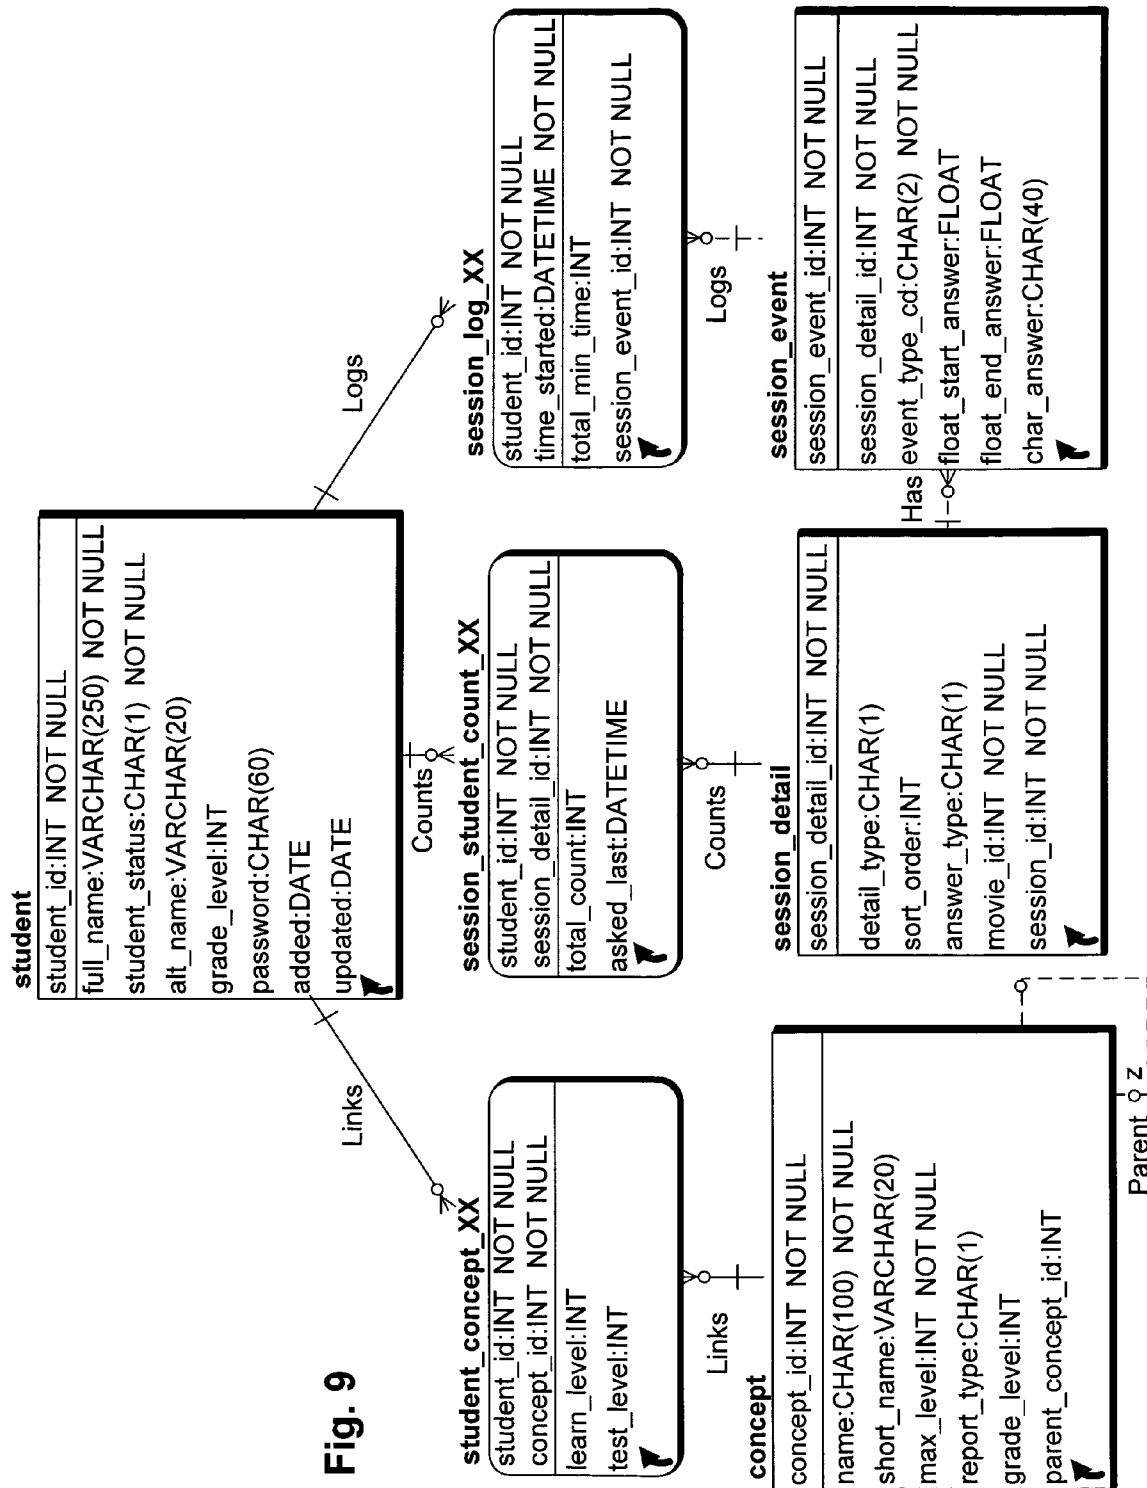 Fig. 9
student
student_id:INT NOT NULL
full_name:VARCHAR(250) NOT NULL
student_status:CHAR(1) NOT NULL
alt_name:VARCHAR(20)
grade_level:INT
password:CHAR(60)
added:DATE
updated:DATE
Links
Counts
Logs
student_concept_XX
student_id:INT NOT NULL
concept_id:INT NOT NULL
learn_level:INT
test_level:INT
session_student_count_XX
student_id:INT NOT NULL
session_detail_id:INT NOT NULL
total_count:INT
asked_last:DATETIME
session_log_XX
student_id:INT NOT NULL
time_started:DATETIME NOT NULL
total_min_time:INT
session_event_id:INT NOT NULL
Links
Counts
Logs
concept
concept_id:INT NOT NULL
name:CHAR(100) NOT NULL
short_name:VARCHAR(20)
max_level:INT NOT NULL
report_type:CHAR(1)
grade_level:INT
parent_concept_id:INT
Parent
Z
session_detail
session_detail_id:INT NOT NULL
detail_type:CHAR(1)
sort_order:INT
answer_type:CHAR(1)
movie_id:INT NOT NULL
session_id:INT NOT NULL
Has
session_event
session_event_id:INT NOT NULL
session_detail_id:INT NOT NULL
event_type_cd:CHAR(2) NOT NULL
float_start_answer:FLOAT
float_end_answer:FLOAT
char_answer:CHAR(40)